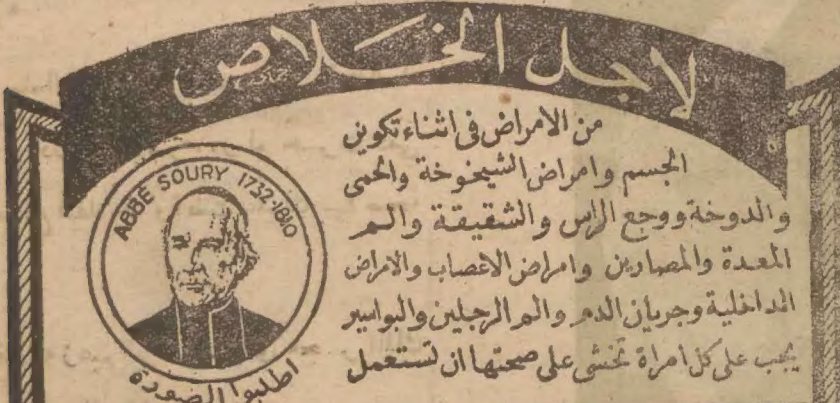 لاجل الخلاص
من الامراض فى اثناء تكوين
الجسم وامراض الشيخوخة والحمى
والدوخة ووجع الراس والشقيقة والم
المعدة والمصارين وامراض الاعصاب والامراض
الداخلية وجريان الدم والم الرجلين والبواسير
يجب على كل امراة تخشى على صحتها ان تستعمل
ABBÉ SOURY 1732-1810
اطلبوا الصورة